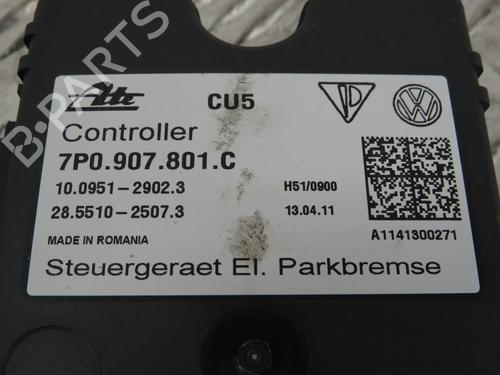 Ate CU5
Controller
7P0.907.801.C
10.0951-2902.3 H51/0900
28.5510-2507.3 13.04.11
MADE IN ROMANIA A1141300271
Steuergeraet El. Parkbremse
B-PARTS